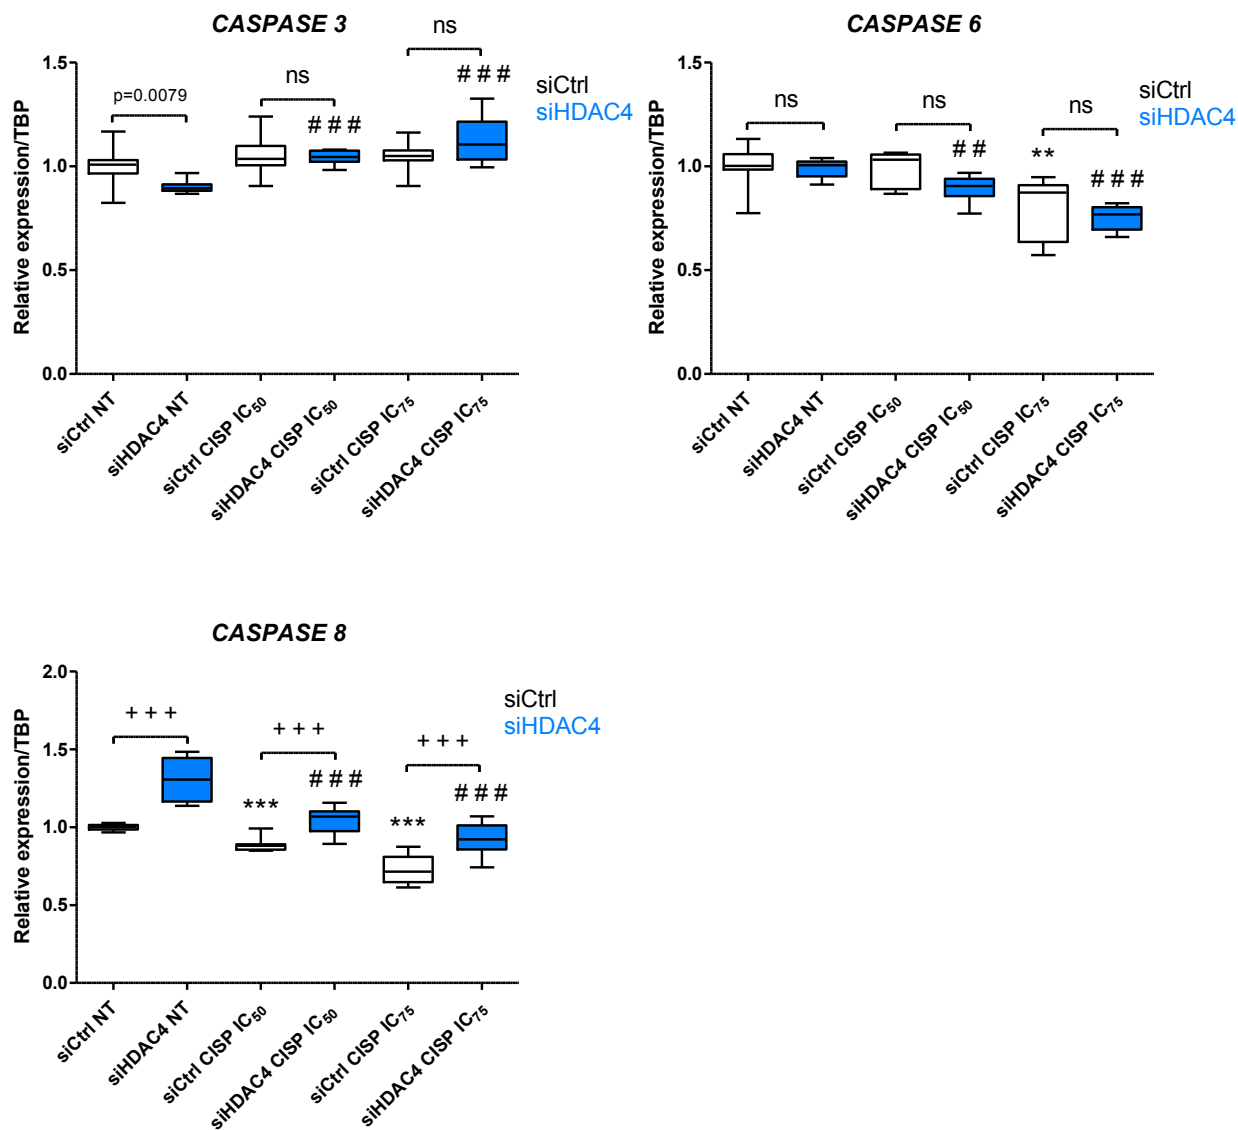 CASPASE 3
Relative expression/TBP
1.5
1.0
0.5
0.0
p=0.0079
ns
# # #
ns
# # #
siCtrl
siHDAC4
siCtrl NT
siHDAC4 NT
siCtrl CISP IC50
siHDAC4 CISP IC50
siCtrl CISP IC75
siHDAC4 CISP IC75
CASPASE 6
Relative expression/TBP
1.5
1.0
0.5
0.0
ns
ns
# #
ns
**
# # #
siCtrl
siHDAC4
siCtrl NT
siHDAC4 NT
siCtrl CISP IC50
siHDAC4 CISP IC50
siCtrl CISP IC75
siHDAC4 CISP IC75
CASPASE 8
Relative expression/TBP
2.0
1.5
1.0
0.5
0.0
+ + +
+ + +
***
# # #
+ + +
***
# # #
siCtrl
siHDAC4
siCtrl NT
siHDAC4 NT
siCtrl CISP IC50
siHDAC4 CISP IC50
siCtrl CISP IC75
siHDAC4 CISP IC75